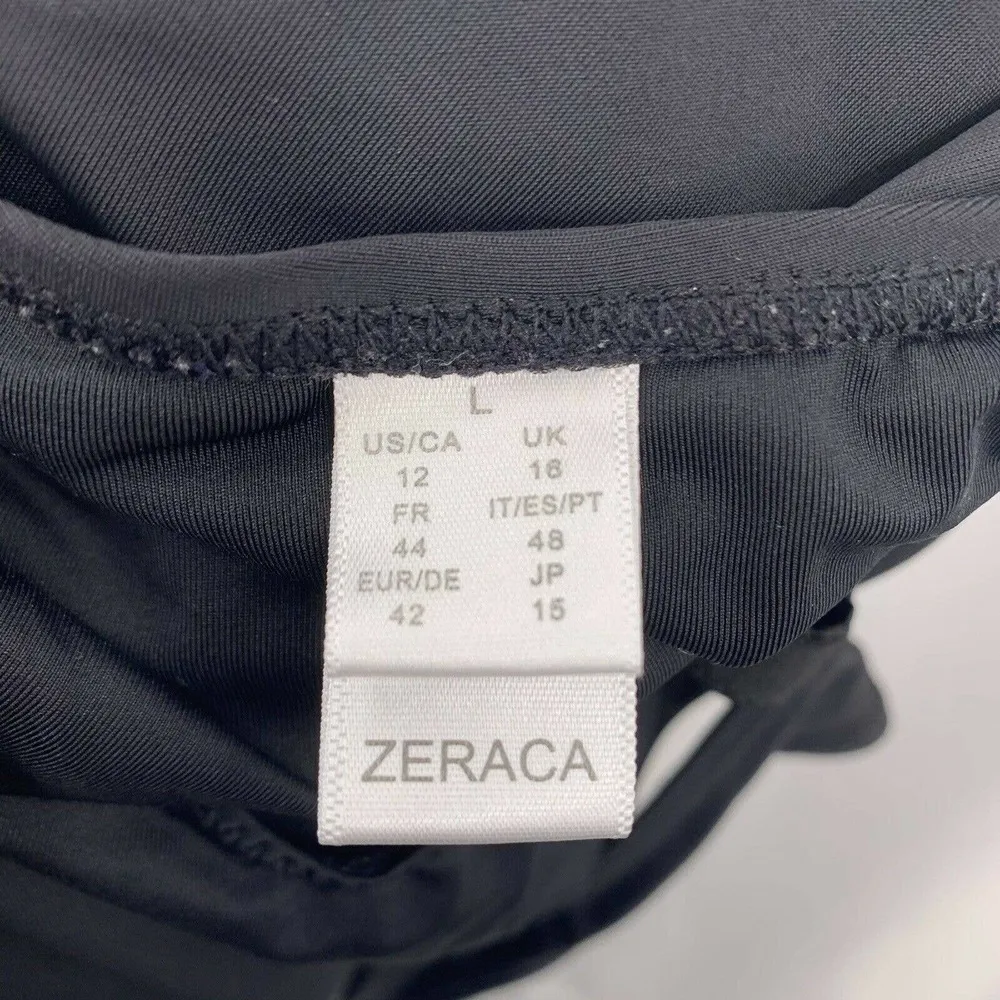 L
US/CA UK
12 16
FR IT/ES/PT
44 48
EUR/DE JP
42 15
ZERACA